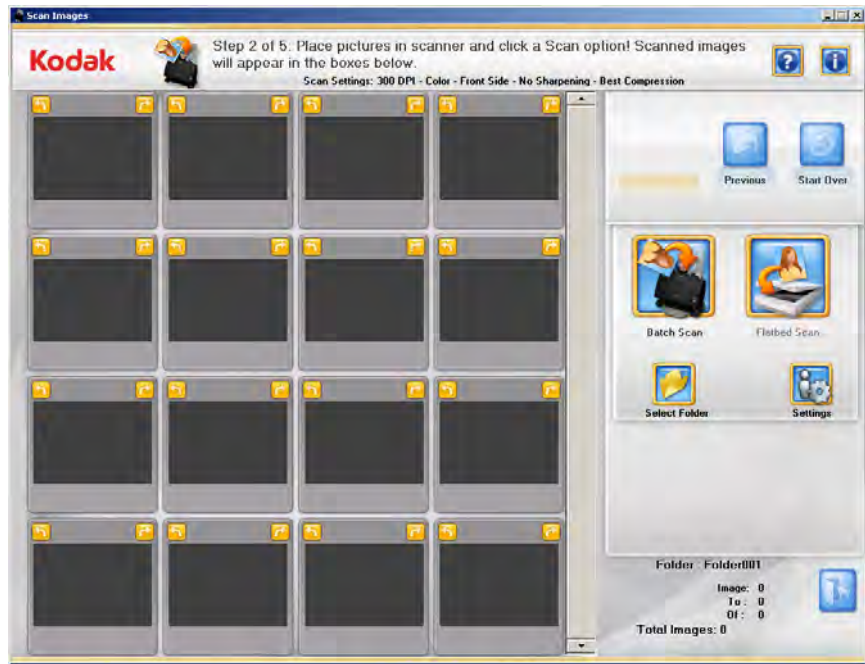 Scan Images
Kodak
Step 2 of 5: Place pictures in scanner and click a Scan option! Scanned images
will appear in the boxes below.
Scan Settings: 300 DPI - Color - Front Side - No Sharpening - Best Compression
Previous
Start Over
Batch Scan
Flatbed Scan
Select Folder
Settings
Folder : Folder001
Image: 0
To : 0
Of : 0
Total Images: 0